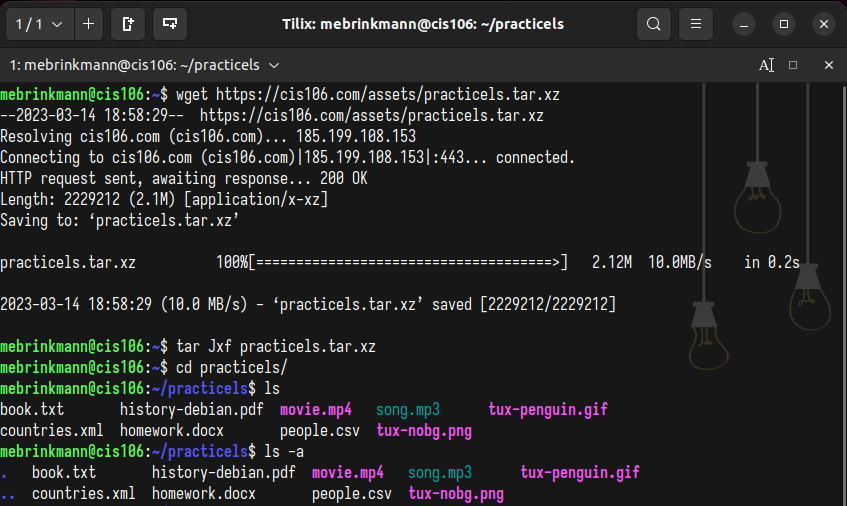 1 / 1
Tilix: mebrinkmann@cis106: ~/practicels
1: mebrinkmann@cis106: ~/practicels
mebrinkmann@cis106:~$ wget https://cis106.com/assets/practicels.tar.xz
--2023-03-14 18:58:29--  https://cis106.com/assets/practicels.tar.xz
Resolving cis106.com (cis106.com)... 185.199.108.153
Connecting to cis106.com (cis106.com)|185.199.108.153|:443... connected.
HTTP request sent, awaiting response... 200 OK
Length: 2229212 (2.1M) [application/x-xz]
Saving to: ‘practicels.tar.xz’
practicels.tar.xz          100%[=====================================>]   2.12M  10.0MB/s    in 0.2s
2023-03-14 18:58:29 (10.0 MB/s) - ‘practicels.tar.xz’ saved [2229212/2229212]
mebrinkmann@cis106:~$ tar Jxf practicels.tar.xz
mebrinkmann@cis106:~$ cd practicels/
mebrinkmann@cis106:~/practicels$ ls
book.txt       history-debian.pdf  movie.mp4   song.mp3      tux-penguin.gif
countries.xml  homework.docx       people.csv  tux-nobg.png
mebrinkmann@cis106:~/practicels$ ls -a
.   book.txt       history-debian.pdf  movie.mp4   song.mp3      tux-penguin.gif
..  countries.xml  homework.docx       people.csv  tux-nobg.png